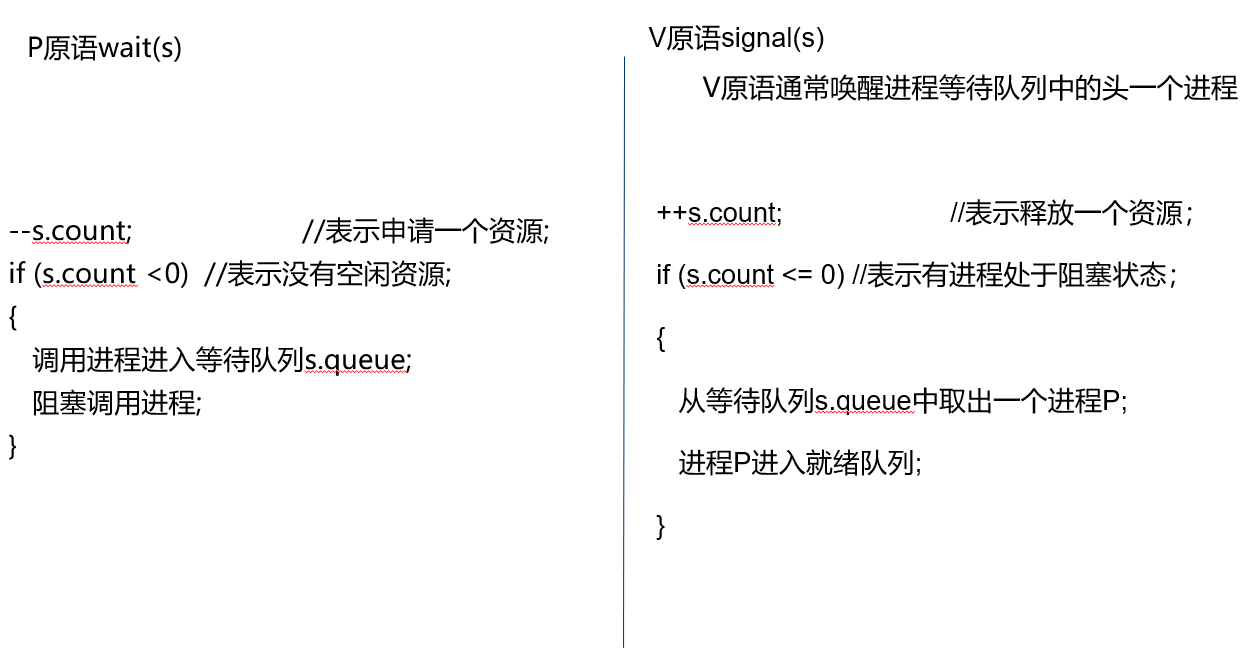 P原语wait(s)
--s.count; //表示申请一个资源;
if (s.count <0) //表示没有空闲资源;
{
调用进程进入等待队列s.queue;
阻塞调用进程;
}
V原语signal(s)
V原语通常唤醒进程等待队列中的头一个进程
++s.count; //表示释放一个资源；
if (s.count <= 0) //表示有进程处于阻塞状态；
{
从等待队列s.queue中取出一个进程P;
进程P进入就绪队列;
}